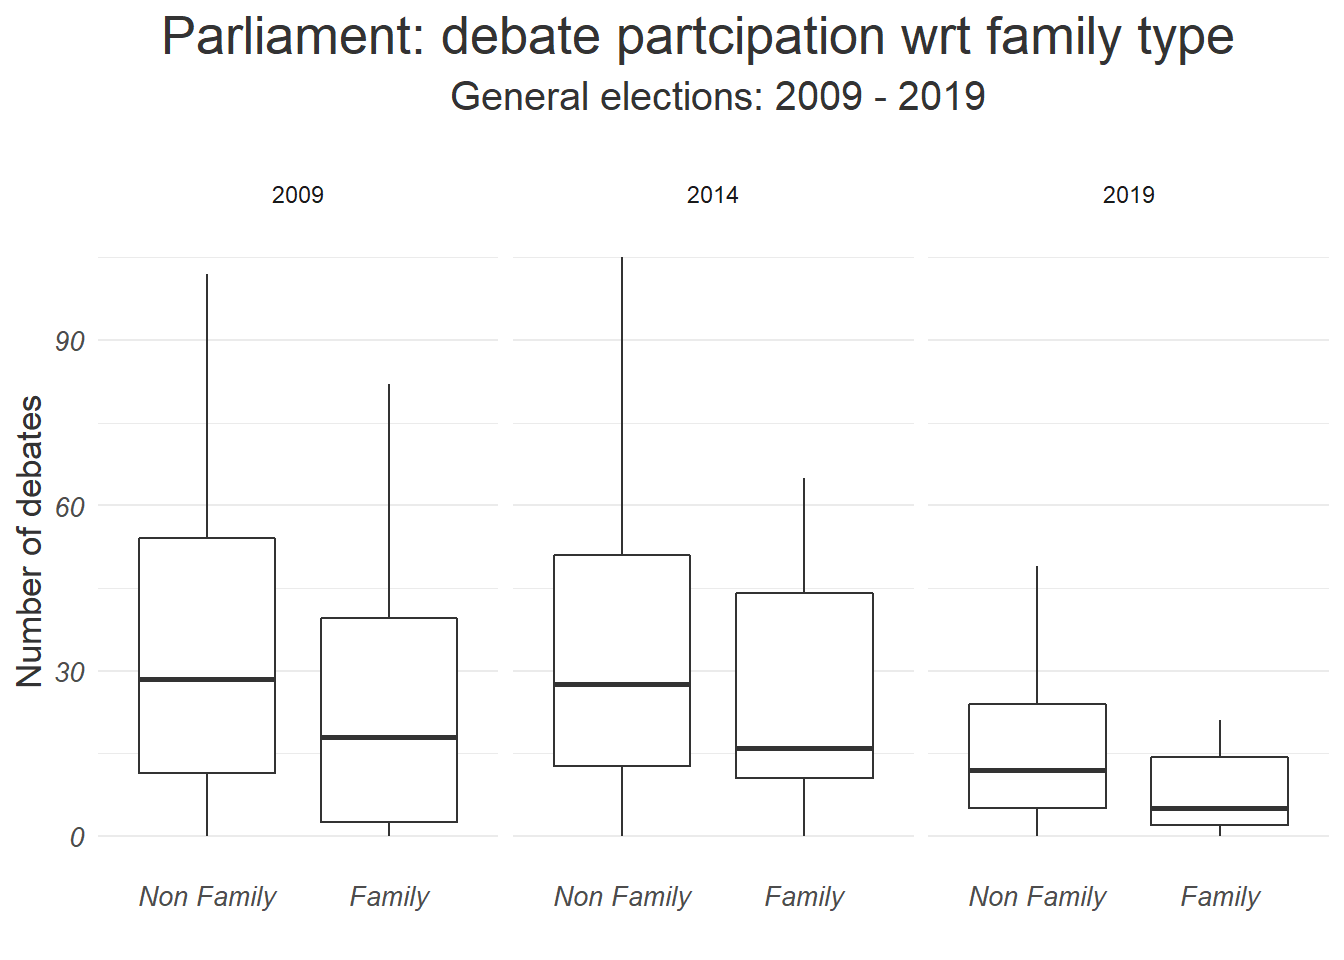 Parliament: debate partcipation wrt family type
General elections: 2009 - 2019
2009
2014
2019
Number of debates
90
60
30
0
Non Family
Family
Non Family
Family
Non Family
Family